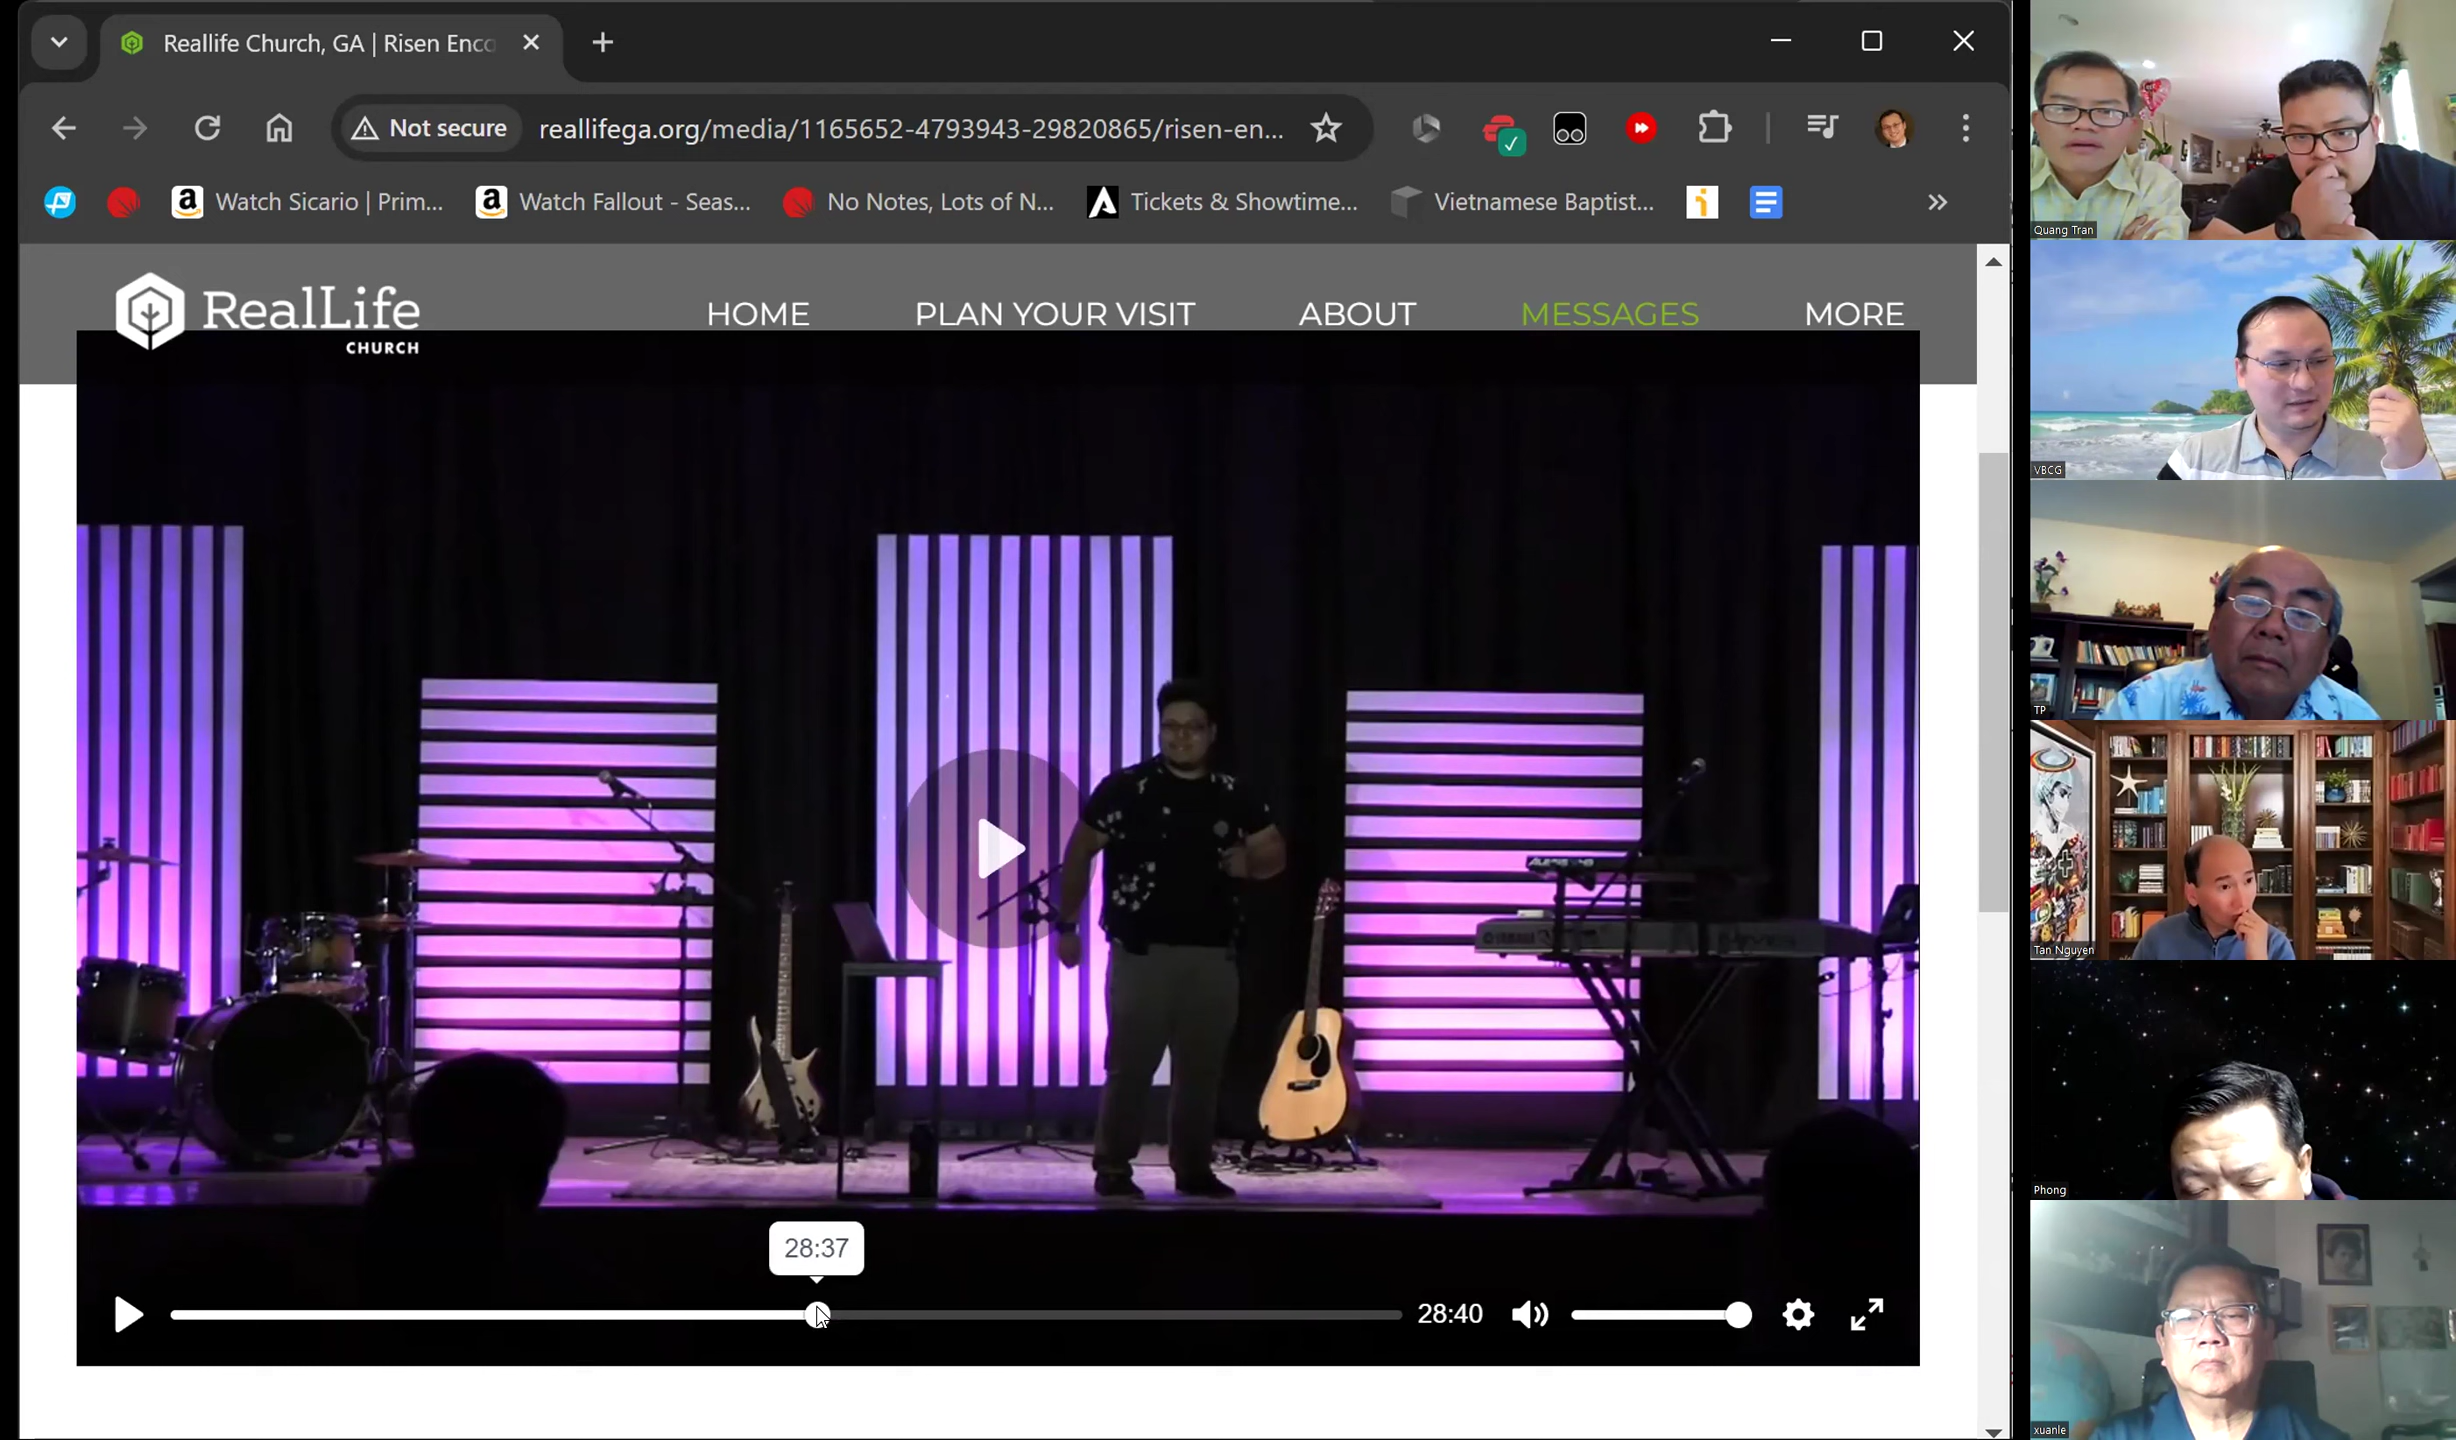 Reallife Church, GA | Risen Enco
Not secure
reallifega.org/media/1165652-4793943-29820865/risen-en...
Watch Sicario | Prim...
Watch Fallout - Seas...
No Notes, Lots of N...
Tickets & Showtime...
Vietnamese Baptist...
RealLife
CHURCH
HOME
PLAN YOUR VISIT
ABOUT
MESSAGES
MORE
28:37
28:40
Quang Tran
VBCG
TP
Tan Nguyen
Phong
xuanle